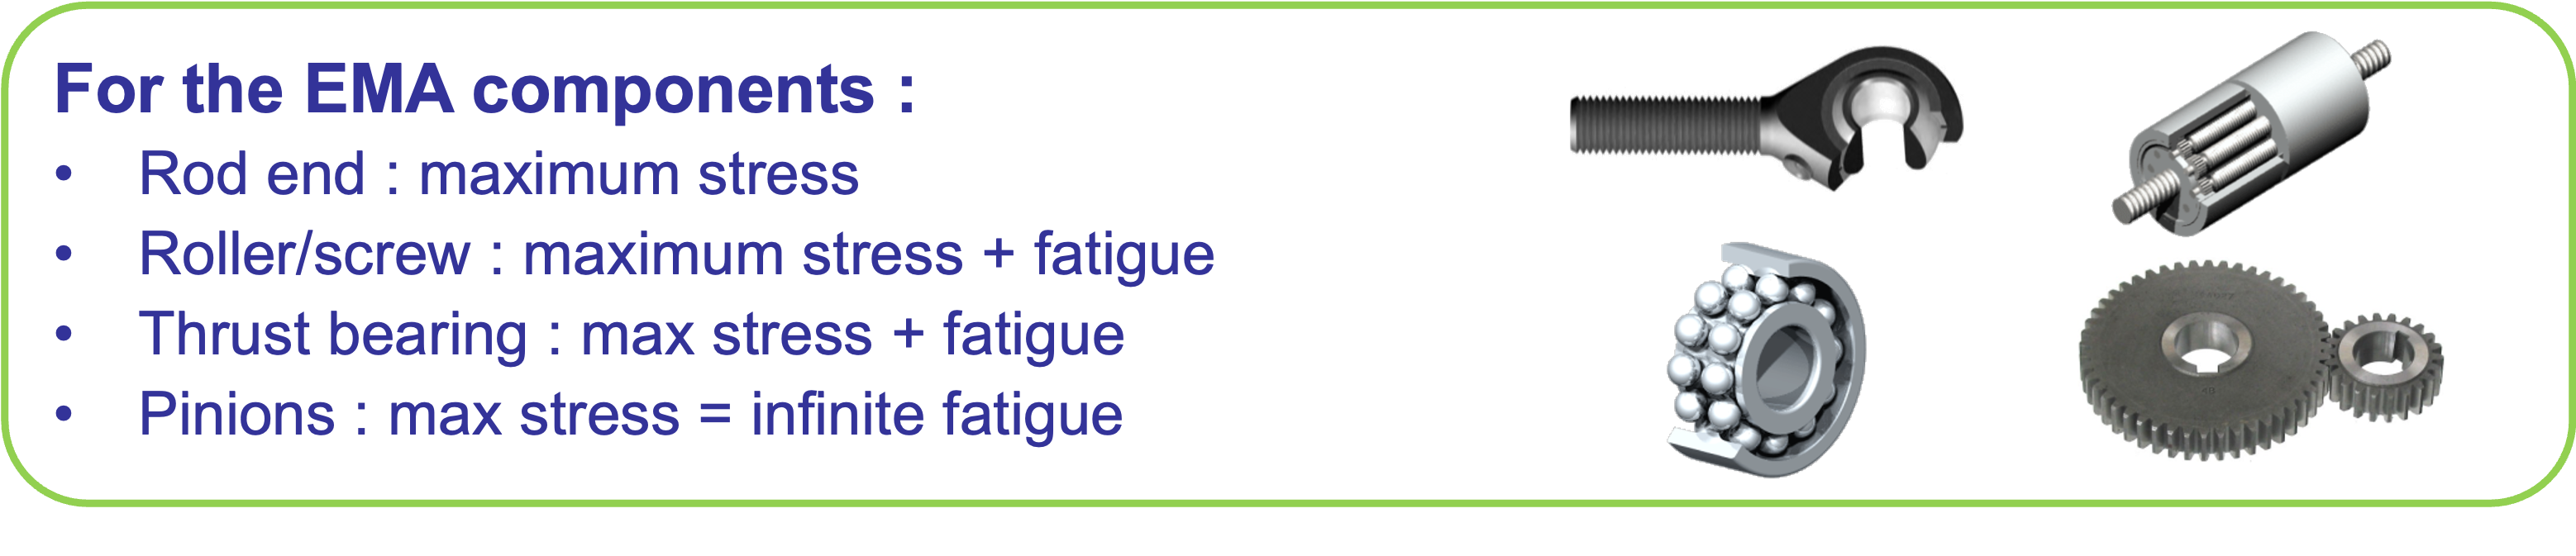 For the EMA components :
• Rod end : maximum stress
• Roller/screw : maximum stress + fatigue
• Thrust bearing : max stress + fatigue
• Pinions : max stress = infinite fatigue